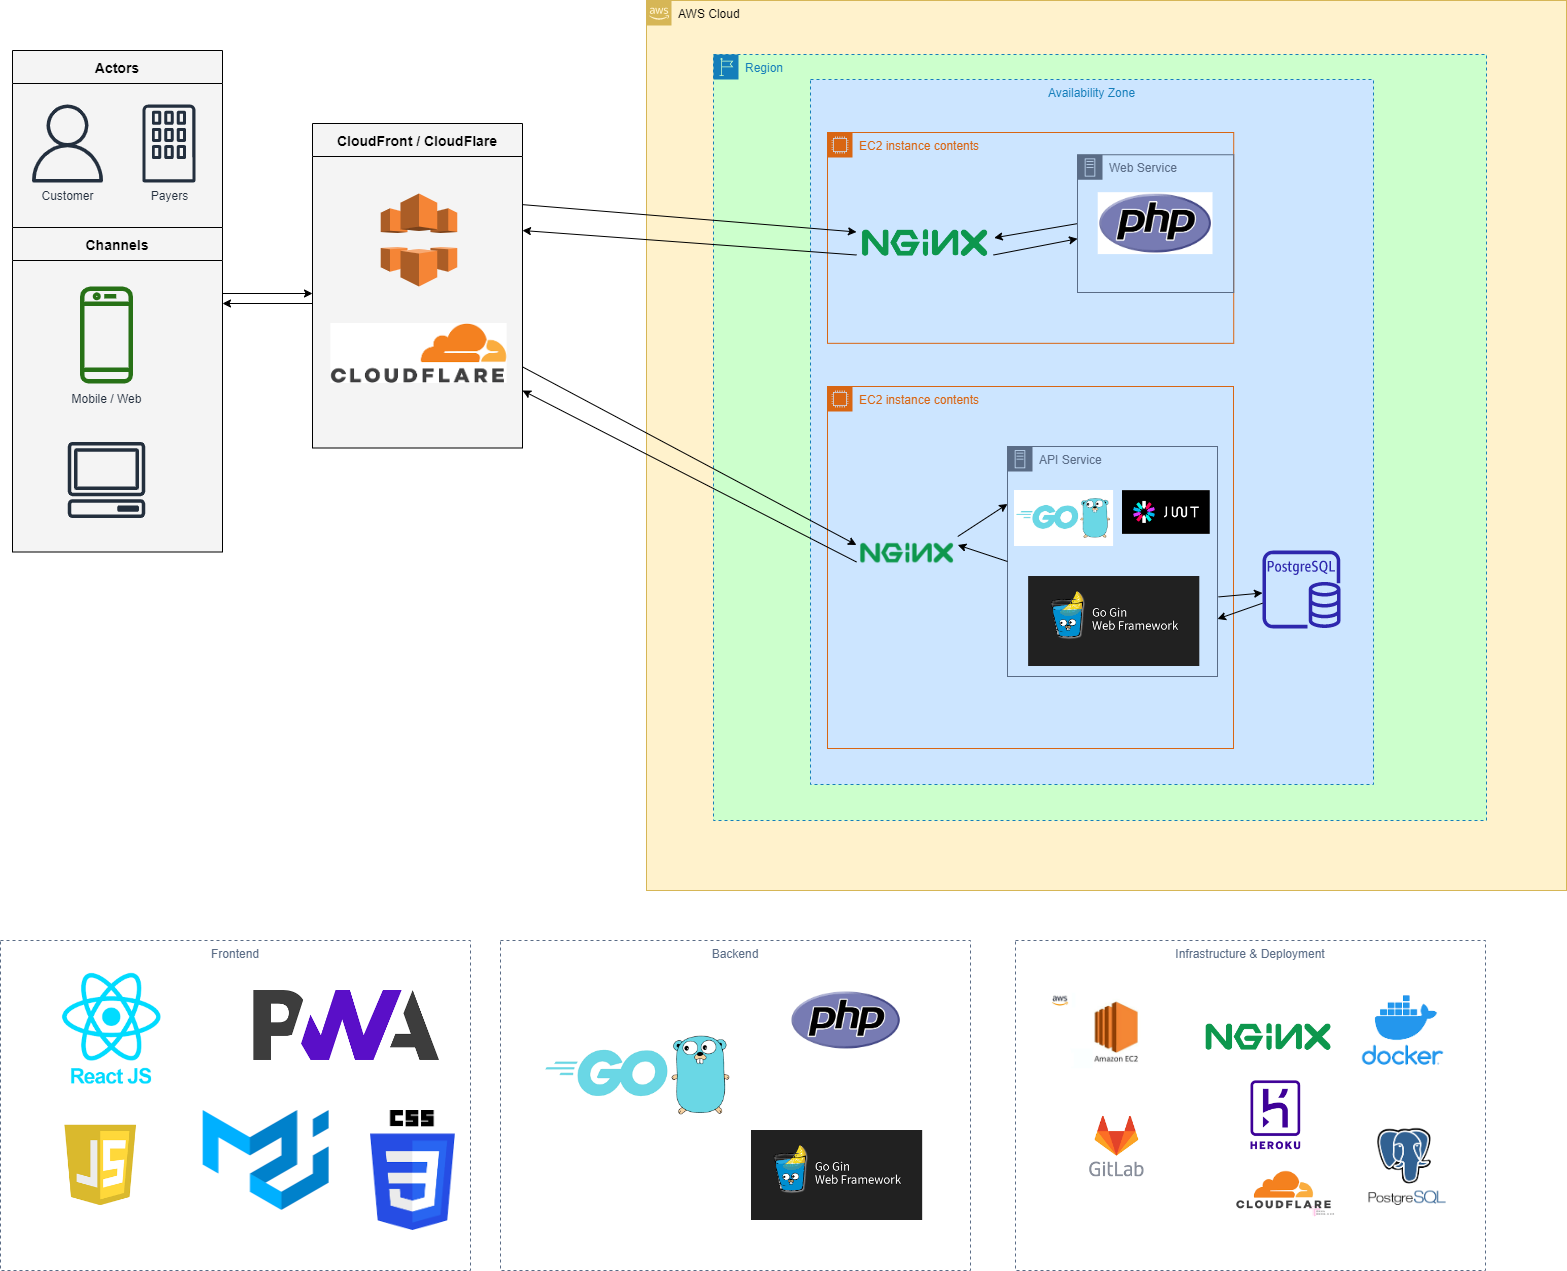 aws
AWS Cloud
Region
Availability Zone
Actors
Customer
Payers
Channels
Mobile / Web
CloudFront / CloudFlare
CLOUDFLARE
EC2 instance contents
Web Service
NGiNX
php
EC2 instance contents
API Service
GO
JWT
NGiNX
Go Gin
Web Framework
PostgreSQL
Frontend
React JS
PWA
JS
CSS
3
Backend
php
GO
Go Gin
Web Framework
Infrastructure & Deployment
aws
Amazon EC2
NGiNX
docker
HEROKU
GitLab
CLOUDFLARE
PostgreSQL